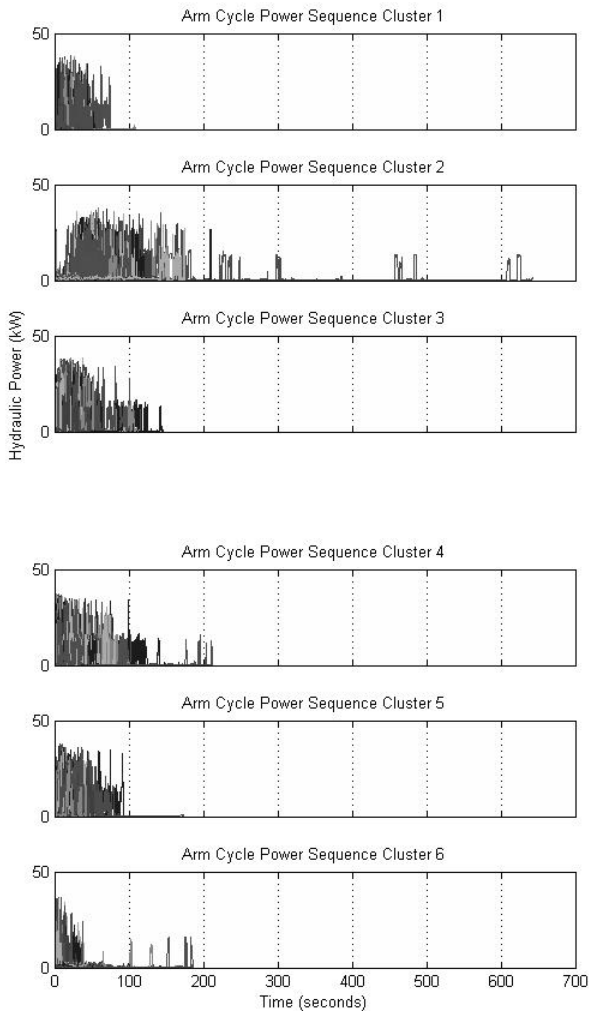 Arm Cycle Power Sequence Cluster 1
50
0
Arm Cycle Power Sequence Cluster 2
50
0
Arm Cycle Power Sequence Cluster 3
50
0
Hydraulic Power (kW)
Arm Cycle Power Sequence Cluster 4
50
0
Arm Cycle Power Sequence Cluster 5
50
0
Arm Cycle Power Sequence Cluster 6
50
0
0 100 200 300 400 500 600 700
Time (seconds)